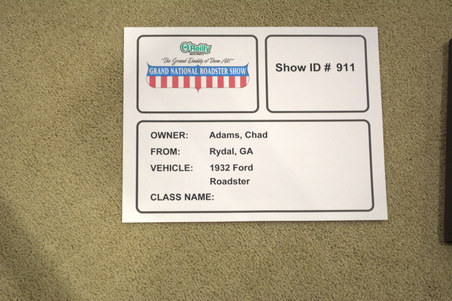 O'Reilly
"The Grand Daddy of Them All!"
GRAND NATIONAL ROADSTER SHOW
Show ID # 911
OWNER: Adams, Chad
FROM: Rydal, GA
VEHICLE: 1932 Ford
Roadster
CLASS NAME: